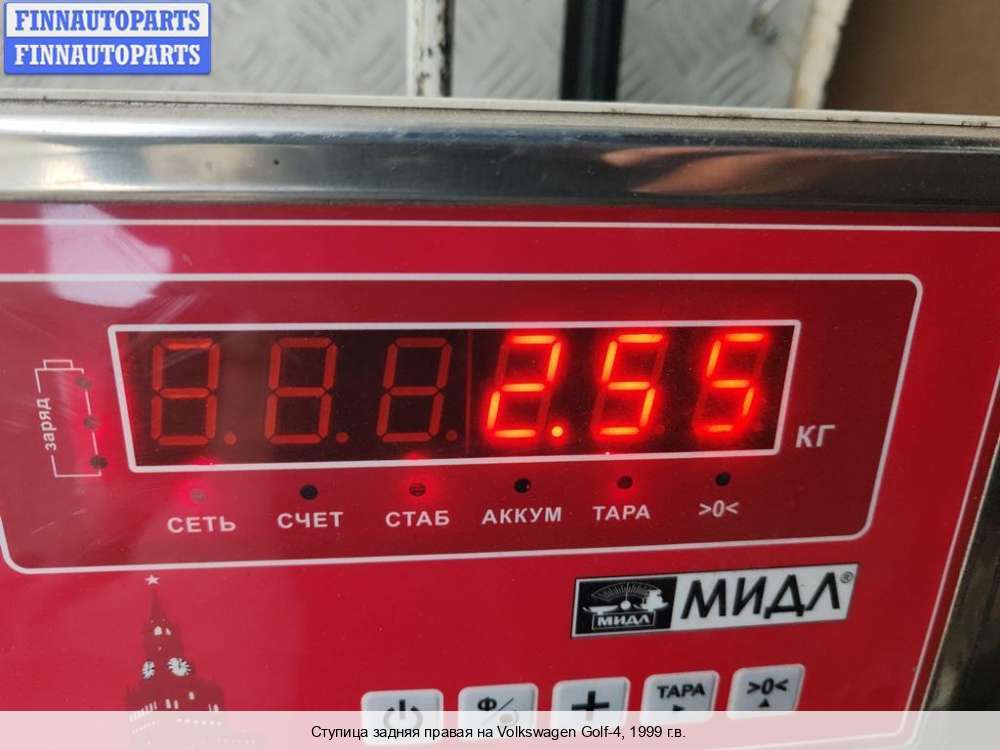 FINNAUTOPARTS
FINNAUTOPARTS
заряд
2.55
КГ
СЕТЬ СЧЕТ СТАБ АККУМ ТАРА >0<
МИДЛ МИДЛ®
Ф/ + ТАРА >0<
Ступица задняя правая на Volkswagen Golf-4, 1999 г.в.